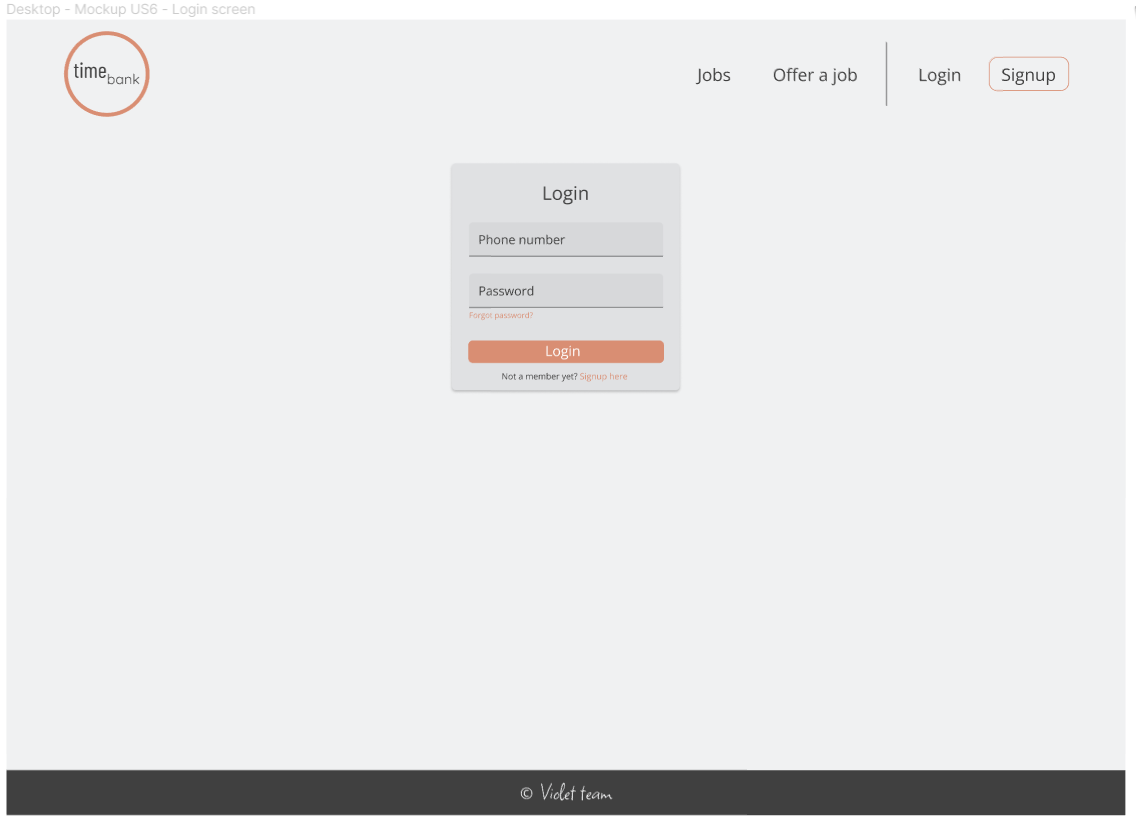 Desktop - Mockup US6 - Login screen
time
bank
Jobs Offer a job Login Signup
Login
Phone number
Password
Forgot password?
Login
Not a member yet? Signup here
© Violet team